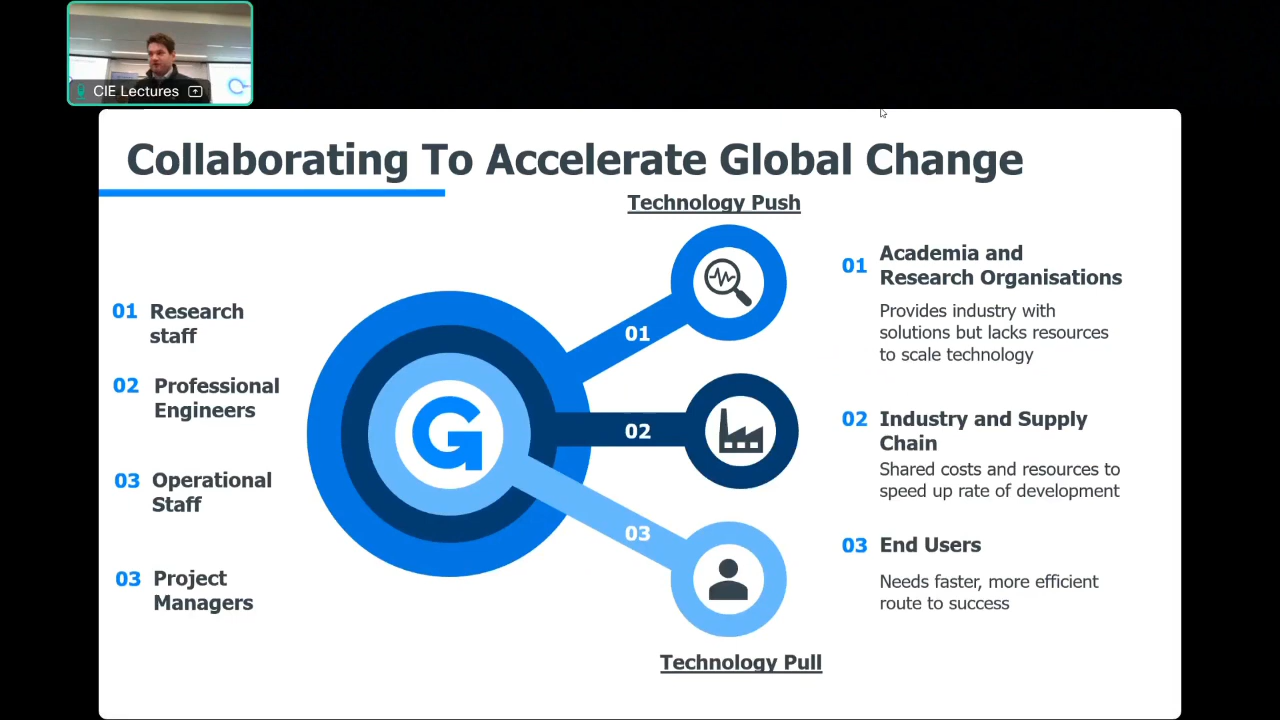 CIE Lectures
Collaborating To Accelerate Global Change
Technology Push
01 Research
staff
02 Professional
Engineers
03 Operational
Staff
03 Project
Managers
G
01
02
03
01 Academia and
Research Organisations
Provides industry with
solutions but lacks resources
to scale technology
02 Industry and Supply
Chain
Shared costs and resources to
speed up rate of development
03 End Users
Needs faster, more efficient
route to success
Technology Pull